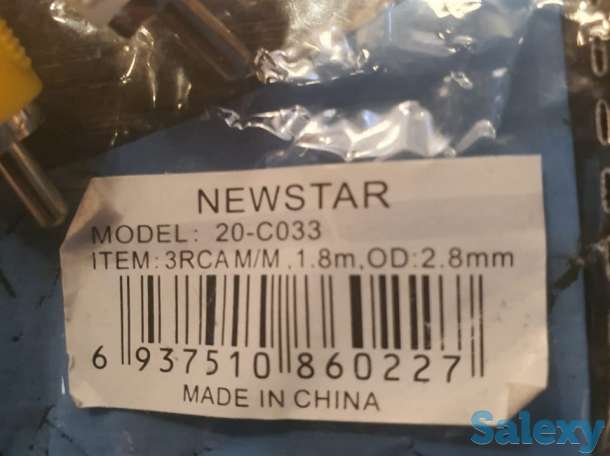 NEWSTAR
MODEL: 20-C033
ITEM: 3RCA M/M ,1.8m,OD:2.8mm
6 937510 860227
MADE IN CHINA
Salexy